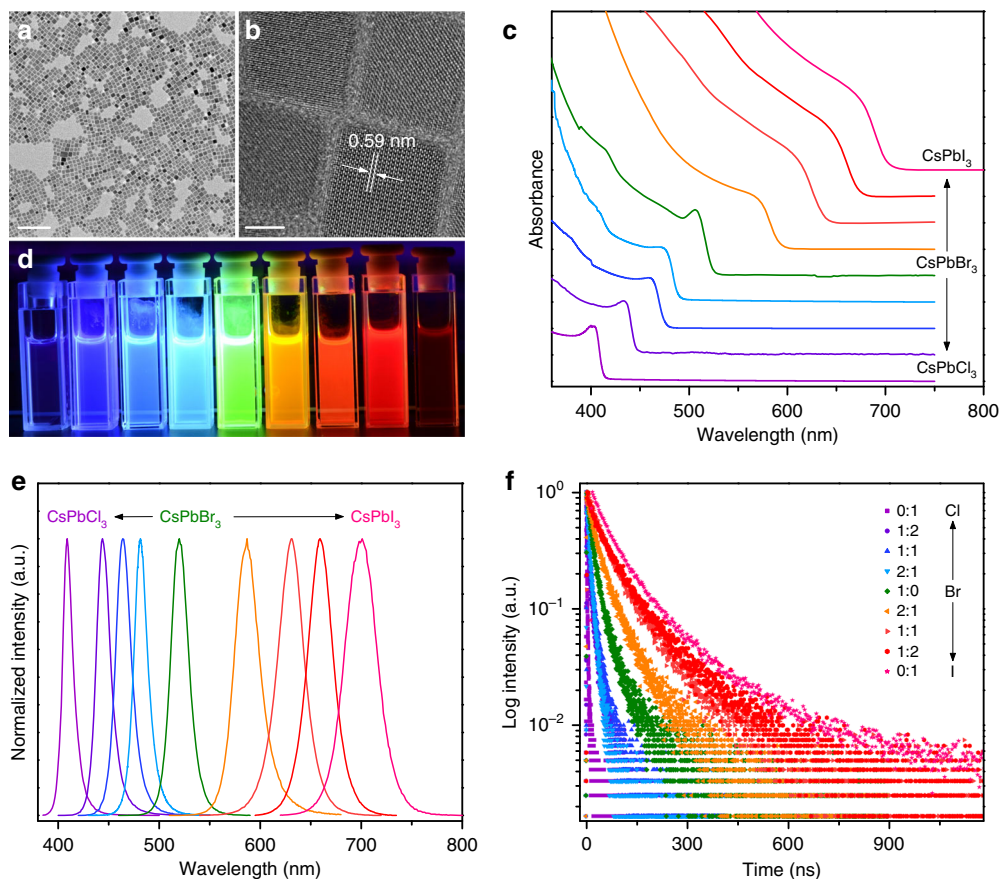 a
b
0.59 nm
c
Absorbance
CsPbI3
CsPbBr3
CsPbCl3
400 500 600 700 800
Wavelength (nm)
d
e
Normalized intensity (a.u.)
CsPbCl3 CsPbBr3 CsPbI3
400 500 600 700 800
Wavelength (nm)
f
Log intensity (a.u.)
10^0
10^-1
10^-2
0:1 Cl
1:2
1:1
2:1
1:0 Br
2:1
1:1
1:2
0:1 I
0 300 600 900
Time (ns)